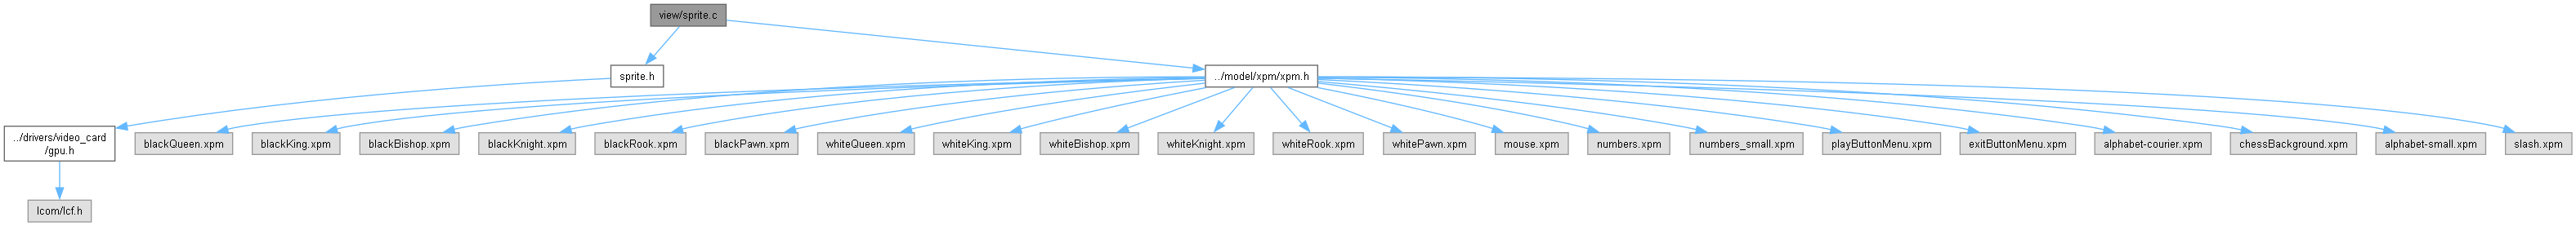 view/sprite.c
sprite.h
../model/xpm/xpm.h
../drivers/video_card
/gpu.h
blackQueen.xpm
blackKing.xpm
blackBishop.xpm
blackKnight.xpm
blackRook.xpm
blackPawn.xpm
whiteQueen.xpm
whiteKing.xpm
whiteBishop.xpm
whiteKnight.xpm
whiteRook.xpm
whitePawn.xpm
mouse.xpm
numbers.xpm
numbers_small.xpm
playButtonMenu.xpm
exitButtonMenu.xpm
alphabet-courier.xpm
chessBackground.xpm
alphabet-small.xpm
slash.xpm
lcom/lcf.h